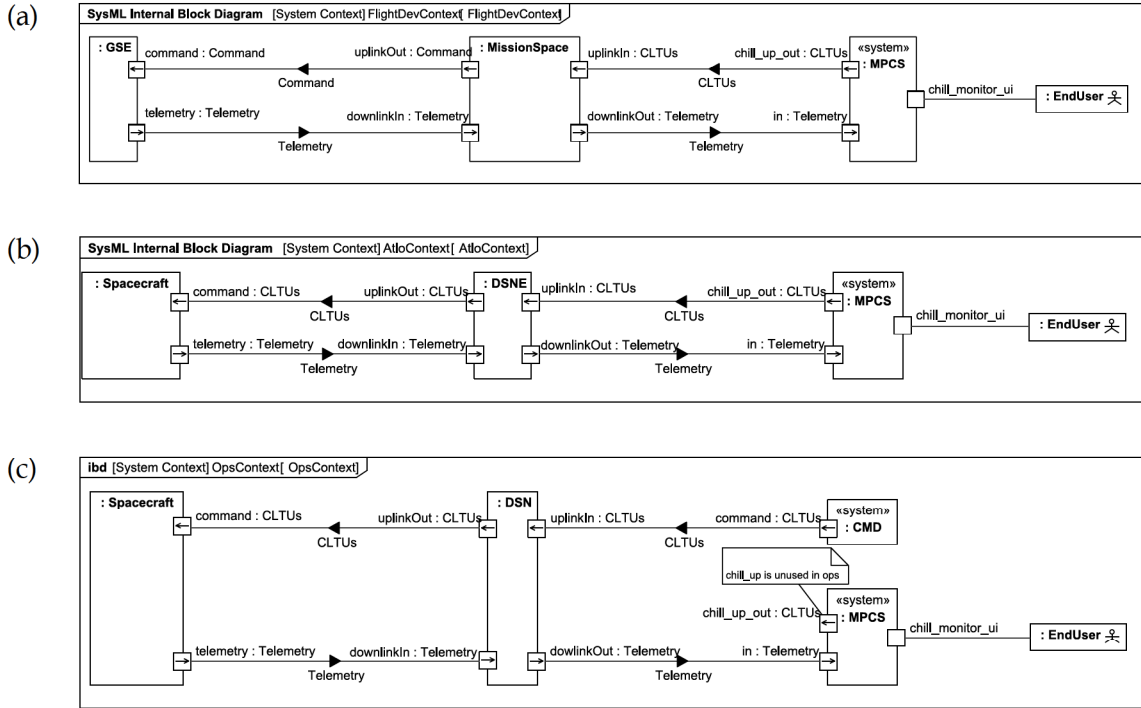 (a)
SysML Internal Block Diagram [System Context] FlightDevContext[ FlightDevContext]
: GSE
command : Command
uplinkOut : Command
: MissionSpace
uplinkIn : CLTUs
chill_up_out : CLTUs
«system»
: MPCS
Command
CLTUs
chill_monitor_ui
: EndUser
telemetry : Telemetry
downlinkIn : Telemetry
downlinkOut : Telemetry
in : Telemetry
Telemetry
Telemetry
(b)
SysML Internal Block Diagram [System Context] AtloContext[ AtloContext]
: Spacecraft
command : CLTUs
uplinkOut : CLTUs
: DSNE
uplinkIn : CLTUs
chill_up_out : CLTUs
«system»
: MPCS
CLTUs
CLTUs
chill_monitor_ui
: EndUser
telemetry : Telemetry
downlinkIn : Telemetry
downlinkOut : Telemetry
in : Telemetry
Telemetry
Telemetry
(c)
ibd [System Context] OpsContext[ OpsContext]
: Spacecraft
command : CLTUs
uplinkOut : CLTUs
: DSN
uplinkIn : CLTUs
command : CLTUs
«system»
: CMD
CLTUs
CLTUs
chill_up is unused in ops
chill_up_out : CLTUs
«system»
: MPCS
chill_monitor_ui
: EndUser
telemetry : Telemetry
downlinkIn : Telemetry
dowlinkOut : Telemetry
in : Telemetry
Telemetry
Telemetry